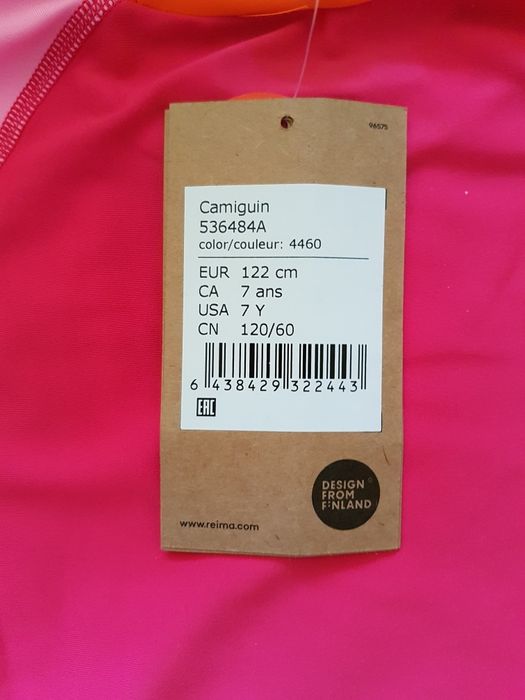 96575
Camiguin
536484A
color/couleur: 4460
EUR 122 cm
CA 7 ans
USA 7 Y
CN 120/60
6 438429 322443
EAC
DESIGN
FROM
FINLAND
www.reima.com